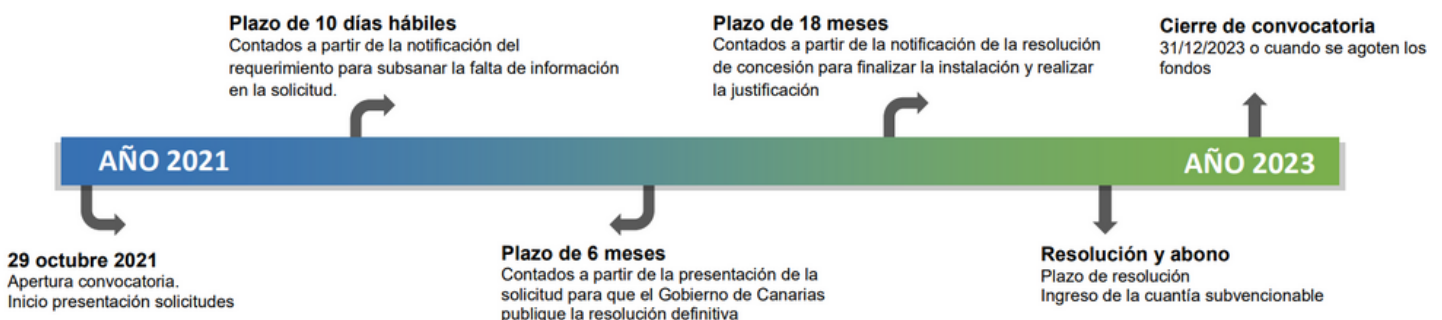 Plazo de 10 días hábiles
Contados a partir de la notificación del
requerimiento para subsanar la falta de información
en la solicitud.
Plazo de 18 meses
Contados a partir de la notificación de la resolución
de concesión para finalizar la instalación y realizar
la justificación
Cierre de convocatoria
31/12/2023 o cuando se agoten los
fondos
AÑO 2021
AÑO 2023
29 octubre 2021
Apertura convocatoria.
Inicio presentación solicitudes
Plazo de 6 meses
Contados a partir de la presentación de la
solicitud para que el Gobierno de Canarias
publique la resolución definitiva
Resolución y abono
Plazo de resolución
Ingreso de la cuantía subvencionable